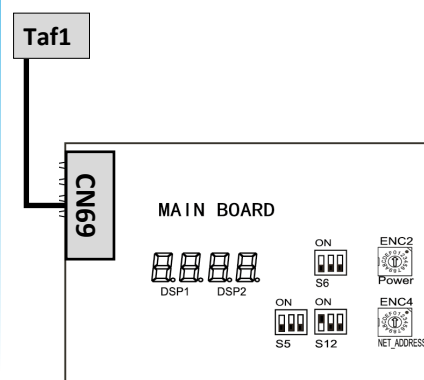 Taf1
CN69
MAIN BOARD
DSP1 DSP2
ON
S6
ENC2
Power
ON
S5
ON
S12
ENC4
NET_ADDRESS